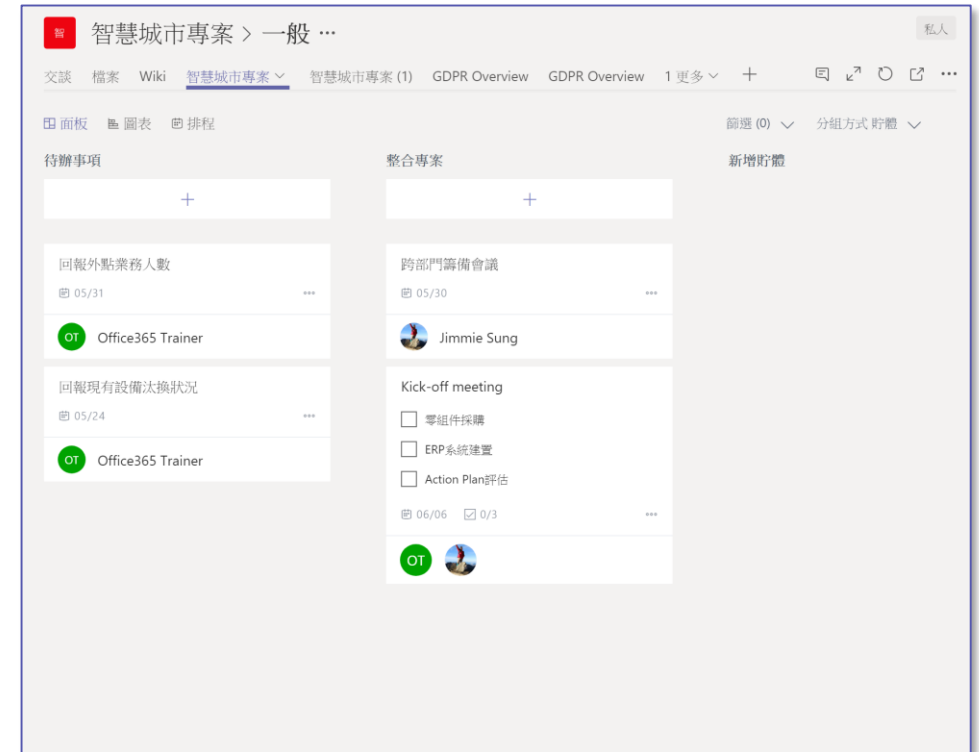 智
智慧城市專案 > 一般 ...
私人
交談 檔案 Wiki 智慧城市專案 智慧城市專案 (1) GDPR Overview GDPR Overview 1 更多
面板 圖表 排程
篩選 (0) 分組方式 貯體
待辦事項
+
回報外點業務人數
05/31
OT Office365 Trainer
回報現有設備汰換狀況
05/24
OT Office365 Trainer
整合專案
+
跨部門籌備會議
05/30
Jimmie Sung
Kick-off meeting
零組件採購
ERP系統建置
Action Plan評估
06/06 0/3
OT
新增貯體